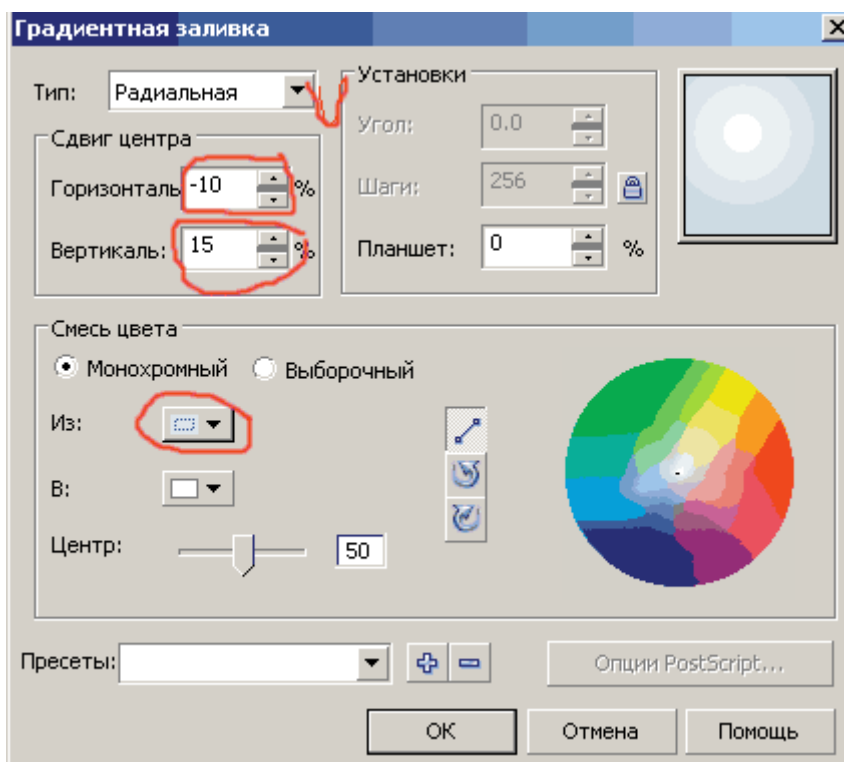 Градиентная заливка
Тип: Радиальная
Сдвиг центра
Горизонталь -10 %
Вертикаль: 15 %
Установки
Угол: 0.0
Шаги: 256
Планшет: 0 %
Смесь цвета
Монохромный Выборочный
Из:
В:
Центр: 50
Пресеты:
Опции PostScript...
OK Отмена Помощь